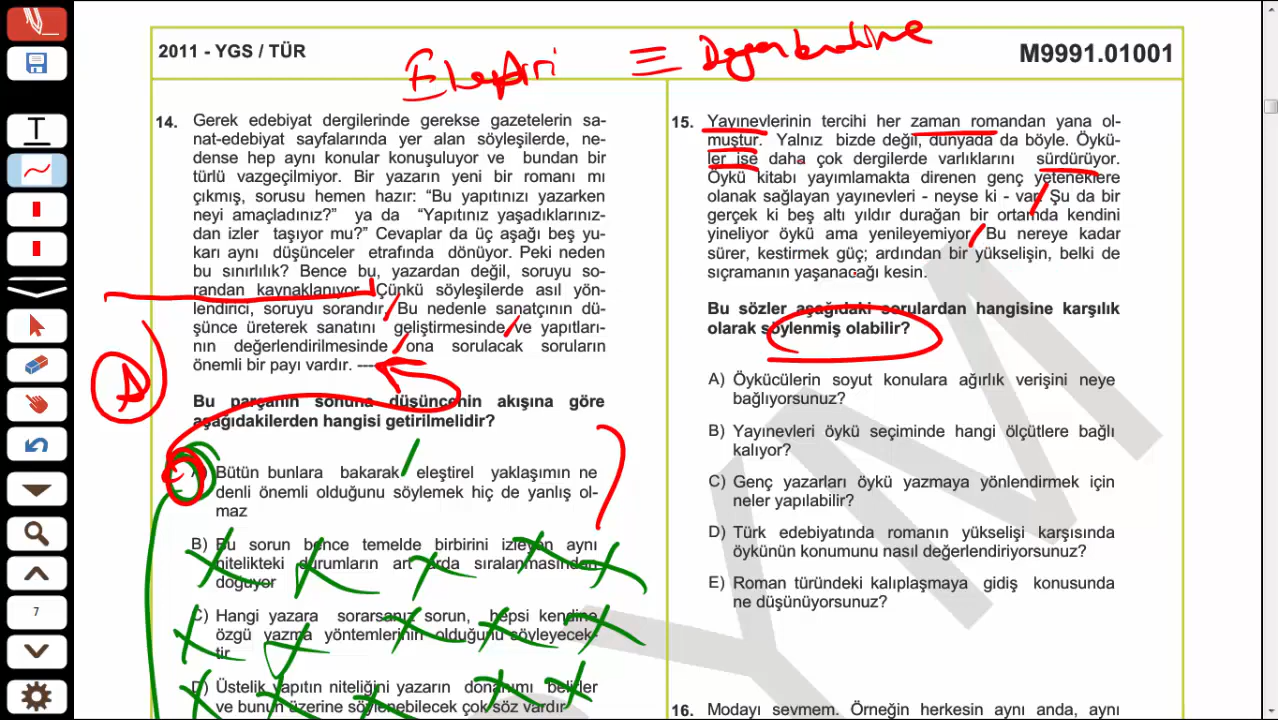 2011 - YGS / TÜR
Eleştiri ≡ Değerlendirme
M9991.01001
14. Gerek edebiyat dergilerinde gerekse gazetelerin sa-
nat-edebiyat sayfalarında yer alan söyleşilerde, ne-
dense hep aynı konular konuşuluyor ve bundan bir
türlü vazgeçilmiyor. Bir yazarın yeni bir romanı mı
çıkmış, sorusu hemen hazır: “Bu yapıtınızı yazarken
neyi amaçladınız?” ya da “Yapıtınız yaşadıklarınız-
dan izler taşıyor mu?” Cevaplar da üç aşağı beş yu-
karı aynı düşünceler etrafında dönüyor. Peki neden
bu sınırlılık? Bence bu, yazardan değil, soruyu so-
randan kaynaklanıyor. Çünkü söyleşilerde asıl yön-
lendirici, soruyu sorandır. Bu nedenle sanatçının dü-
şünce üreterek sanatını geliştirmesinde ve yapıtları-
nın değerlendirilmesinde ona sorulacak soruların
önemli bir payı vardır. ----
Bu parçanın sonuna düşüncenin akışına göre
aşağıdakilerden hangisi getirilmelidir?
A) Bütün bunlara bakarak eleştirel yaklaşımın ne
denli önemli olduğunu söylemek hiç de yanlış ol-
maz
B) Bu sorun bence temelde birbirini izleyen aynı
nitelikteki durumların art arda sıralanmasından
doğuyor
C) Hangi yazara sorarsanız sorun, hepsi kendine
özgü yazma yöntemlerinin olduğunu söyleyecek-
tir
D) Üstelik yapıtın niteliğini yazarın donanımı belirler
ve bunun üzerine söylenebilecek çok söz vardır
A
15. Yayınevlerinin tercihi her zaman romandan yana ol-
muştur. Yalnız bizde değil, dünyada da böyle. Öykü-
ler ise daha çok dergilerde varlıklarını sürdürüyor.
Öykü kitabı yayımlamakta direnen genç yeteneklere
olanak sağlayan yayınevleri - neyse ki - var. Şu da bir
gerçek ki beş altı yıldır durağan bir ortamda kendini
yineliyor öykü ama yenileyemiyor. Bu nereye kadar
sürer, kestirmek güç; ardından bir yükselişin, belki de
sıçramanın yaşanacağı kesin.
Bu sözler aşağıdaki sorulardan hangisine karşılık
olarak söylenmiş olabilir?
A) Öykücülerin soyut konulara ağırlık verişini neye
bağlıyorsunuz?
B) Yayınevleri öykü seçiminde hangi ölçütlere bağlı
kalıyor?
C) Genç yazarları öykü yazmaya yönlendirmek için
neler yapılabilir?
D) Türk edebiyatında romanın yükselişi karşısında
öykünün konumunu nasıl değerlendiriyorsunuz?
E) Roman türündeki kalıplaşmaya gidiş konusunda
ne düşünüyorsunuz?
16. Modayı sevmem. Örneğin herkesin aynı anda, aynı
7
T